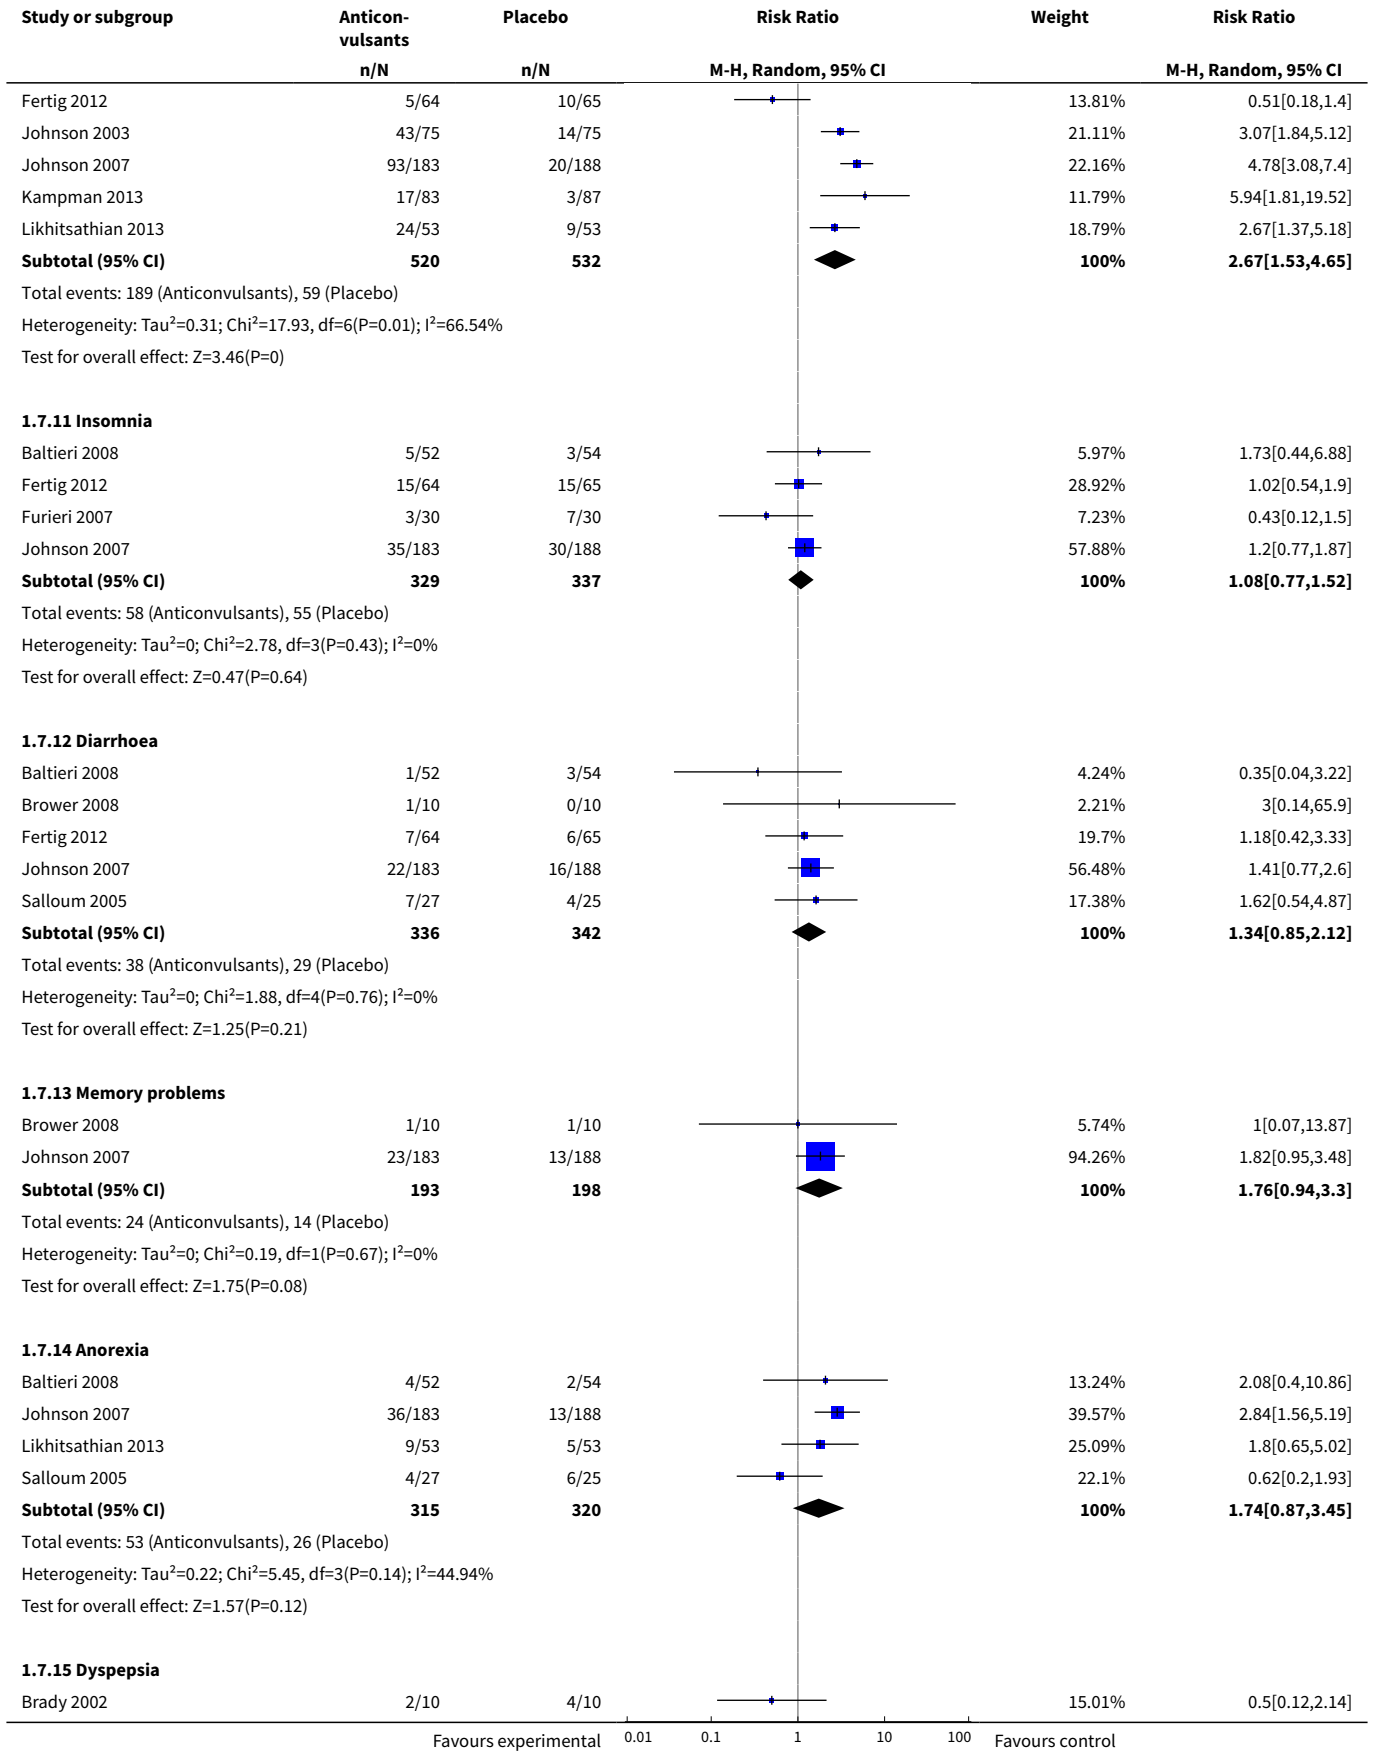 Study or subgroup Anticon- Placebo Risk Ratio Weight Risk Ratio
vulsants
n/N n/N M-H, Random, 95% CI M-H, Random, 95% CI
Fertig 2012 5/64 10/65 13.81% 0.51[0.18,1.4]
Johnson 2003 43/75 14/75 21.11% 3.07[1.84,5.12]
Johnson 2007 93/183 20/188 22.16% 4.78[3.08,7.4]
Kampman 2013 17/83 3/87 11.79% 5.94[1.81,19.52]
Likhitsathian 2013 24/53 9/53 18.79% 2.67[1.37,5.18]
Subtotal (95% CI) 520 532 100% 2.67[1.53,4.65]
Total events: 189 (Anticonvulsants), 59 (Placebo)
Heterogeneity: Tau²=0.31; Chi²=17.93, df=6(P=0.01); I²=66.54%
Test for overall effect: Z=3.46(P=0)
1.7.11 Insomnia
Baltieri 2008 5/52 3/54 5.97% 1.73[0.44,6.88]
Fertig 2012 15/64 15/65 28.92% 1.02[0.54,1.9]
Furieri 2007 3/30 7/30 7.23% 0.43[0.12,1.5]
Johnson 2007 35/183 30/188 57.88% 1.2[0.77,1.87]
Subtotal (95% CI) 329 337 100% 1.08[0.77,1.52]
Total events: 58 (Anticonvulsants), 55 (Placebo)
Heterogeneity: Tau²=0; Chi²=2.78, df=3(P=0.43); I²=0%
Test for overall effect: Z=0.47(P=0.64)
1.7.12 Diarrhoea
Baltieri 2008 1/52 3/54 4.24% 0.35[0.04,3.22]
Brower 2008 1/10 0/10 2.21% 3[0.14,65.9]
Fertig 2012 7/64 6/65 19.7% 1.18[0.42,3.33]
Johnson 2007 22/183 16/188 56.48% 1.41[0.77,2.6]
Salloum 2005 7/27 4/25 17.38% 1.62[0.54,4.87]
Subtotal (95% CI) 336 342 100% 1.34[0.85,2.12]
Total events: 38 (Anticonvulsants), 29 (Placebo)
Heterogeneity: Tau²=0; Chi²=1.88, df=4(P=0.76); I²=0%
Test for overall effect: Z=1.25(P=0.21)
1.7.13 Memory problems
Brower 2008 1/10 1/10 5.74% 1[0.07,13.87]
Johnson 2007 23/183 13/188 94.26% 1.82[0.95,3.48]
Subtotal (95% CI) 193 198 100% 1.76[0.94,3.3]
Total events: 24 (Anticonvulsants), 14 (Placebo)
Heterogeneity: Tau²=0; Chi²=0.19, df=1(P=0.67); I²=0%
Test for overall effect: Z=1.75(P=0.08)
1.7.14 Anorexia
Baltieri 2008 4/52 2/54 13.24% 2.08[0.4,10.86]
Johnson 2007 36/183 13/188 39.57% 2.84[1.56,5.19]
Likhitsathian 2013 9/53 5/53 25.09% 1.8[0.65,5.02]
Salloum 2005 4/27 6/25 22.1% 0.62[0.2,1.93]
Subtotal (95% CI) 315 320 100% 1.74[0.87,3.45]
Total events: 53 (Anticonvulsants), 26 (Placebo)
Heterogeneity: Tau²=0.22; Chi²=5.45, df=3(P=0.14); I²=44.94%
Test for overall effect: Z=1.57(P=0.12)
1.7.15 Dyspepsia
Brady 2002 2/10 4/10 15.01% 0.5[0.12,2.14]
Favours experimental 0.01 0.1 1 10 100 Favours control